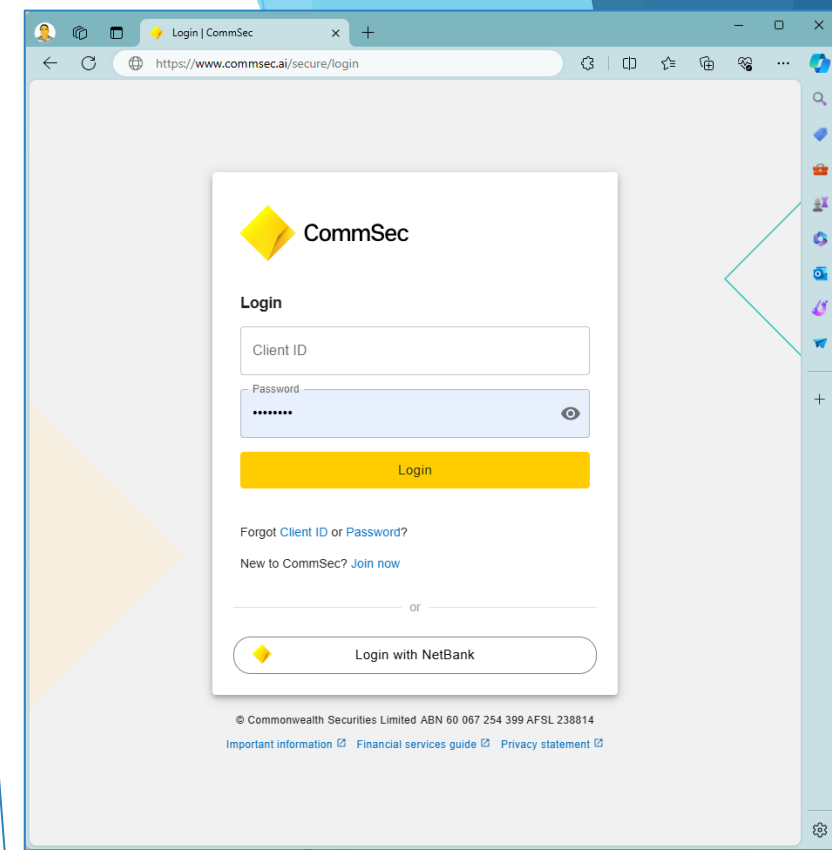 Login | CommSec
https://www.commsec.ai/secure/login
CommSec
Login
Client ID
Password
Login
Forgot Client ID or Password?
New to CommSec? Join now
or
Login with NetBank
© Commonwealth Securities Limited ABN 60 067 254 399 AFSL 238814
Important information Financial services guide Privacy statement